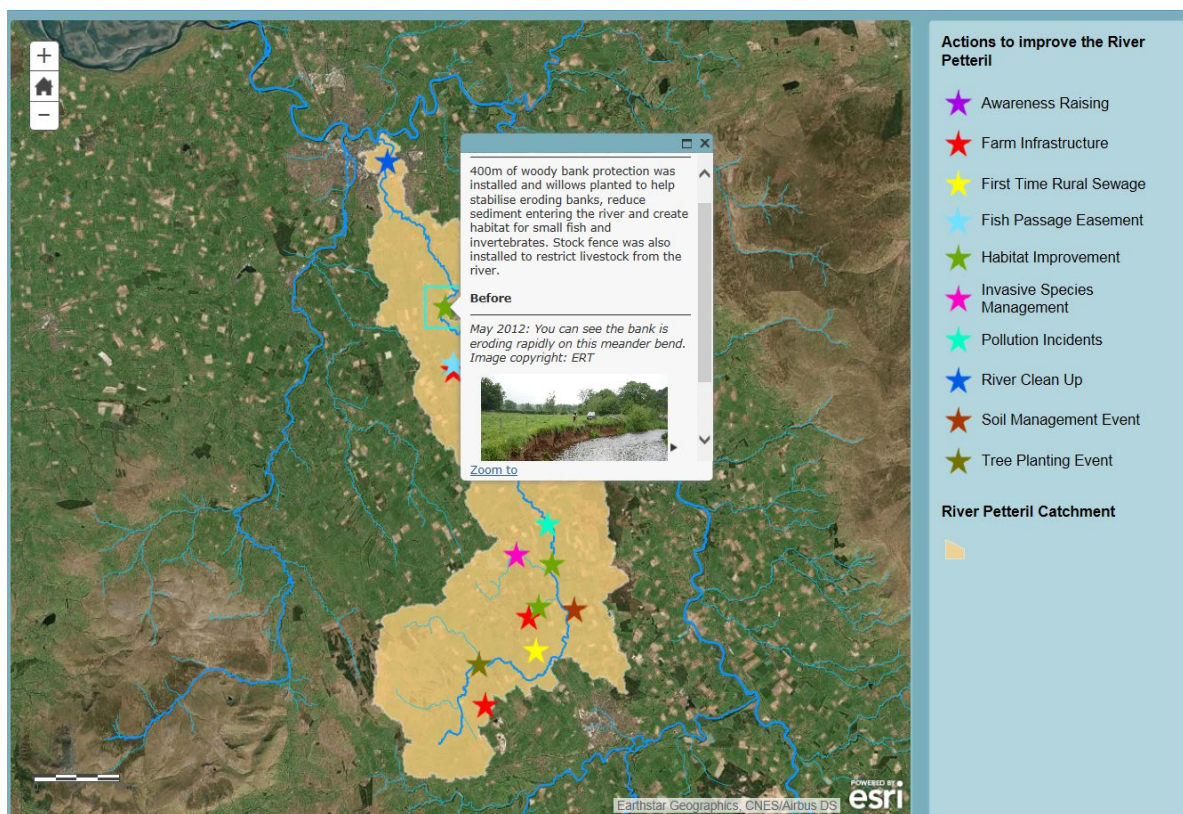 +
−
400m of woody bank protection was
installed and willows planted to help
stabilise eroding banks, reduce
sediment entering the river and create
habitat for small fish and
invertebrates. Stock fence was also
installed to restrict livestock from the
river.
Before
May 2012: You can see the bank is
eroding rapidly on this meander bend.
Image copyright: ERT
Zoom to
Earthstar Geographics, CNES/Airbus DS
POWERED BY
esri
Actions to improve the River
Petteril
Awareness Raising
Farm Infrastructure
First Time Rural Sewage
Fish Passage Easement
Habitat Improvement
Invasive Species
Management
Pollution Incidents
River Clean Up
Soil Management Event
Tree Planting Event
River Petteril Catchment